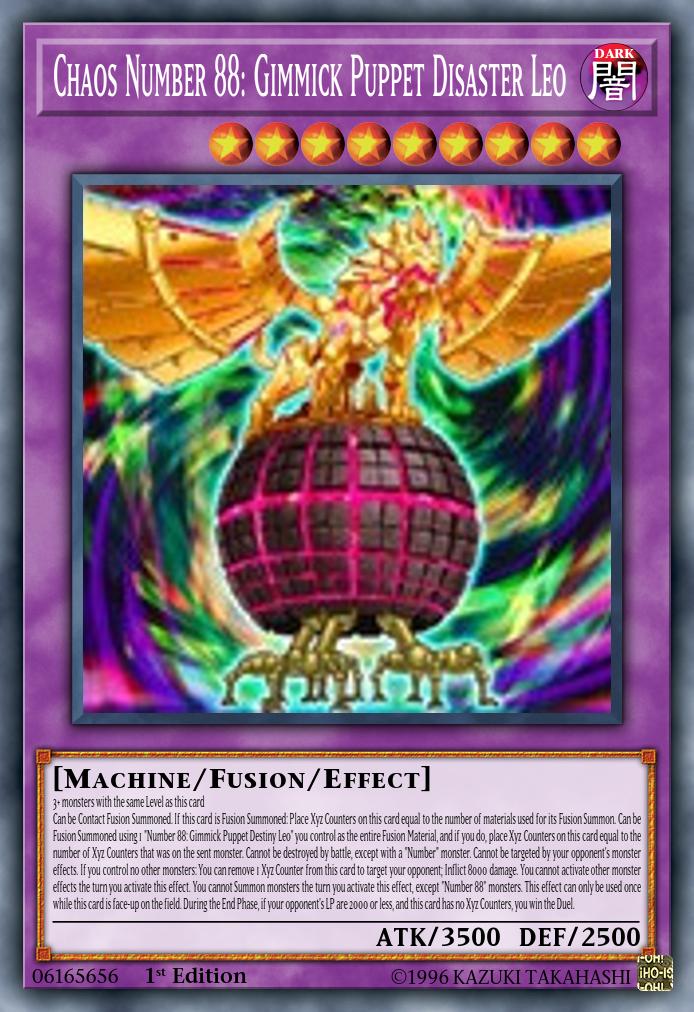 Chaos Number 88: Gimmick Puppet Disaster Leo
DARK
闇
[Machine/Fusion/Effect]
3+ monsters with the same Level as this card
Can be Contact Fusion Summoned. If this card is Fusion Summoned: Place Xyz Counters on this card equal to the number of materials used for its Fusion Summon. Can be
Fusion Summoned using 1 "Number 88: Gimmick Puppet Destiny Leo" you control as the entire Fusion Material, and if you do, place Xyz Counters on this card equal to the
number of Xyz Counters that was on the sent monster. Cannot be destroyed by battle, except with a "Number" monster. Cannot be targeted by your opponent's monster
effects. If you control no other monsters: You can remove 1 Xyz Counter from this card to target your opponent; Inflict 8000 damage. You cannot activate other monster
effects the turn you activate this effect. You cannot Summon monsters the turn you activate this effect, except "Number 88" monsters. This effect can only be used once
while this card is face-up on the field. During the End Phase, if your opponent's LP are 2000 or less, and this card has no Xyz Counters, you win the Duel.
ATK/3500 DEF/2500
06165656 1st Edition ©1996 KAZUKI TAKAHASHI